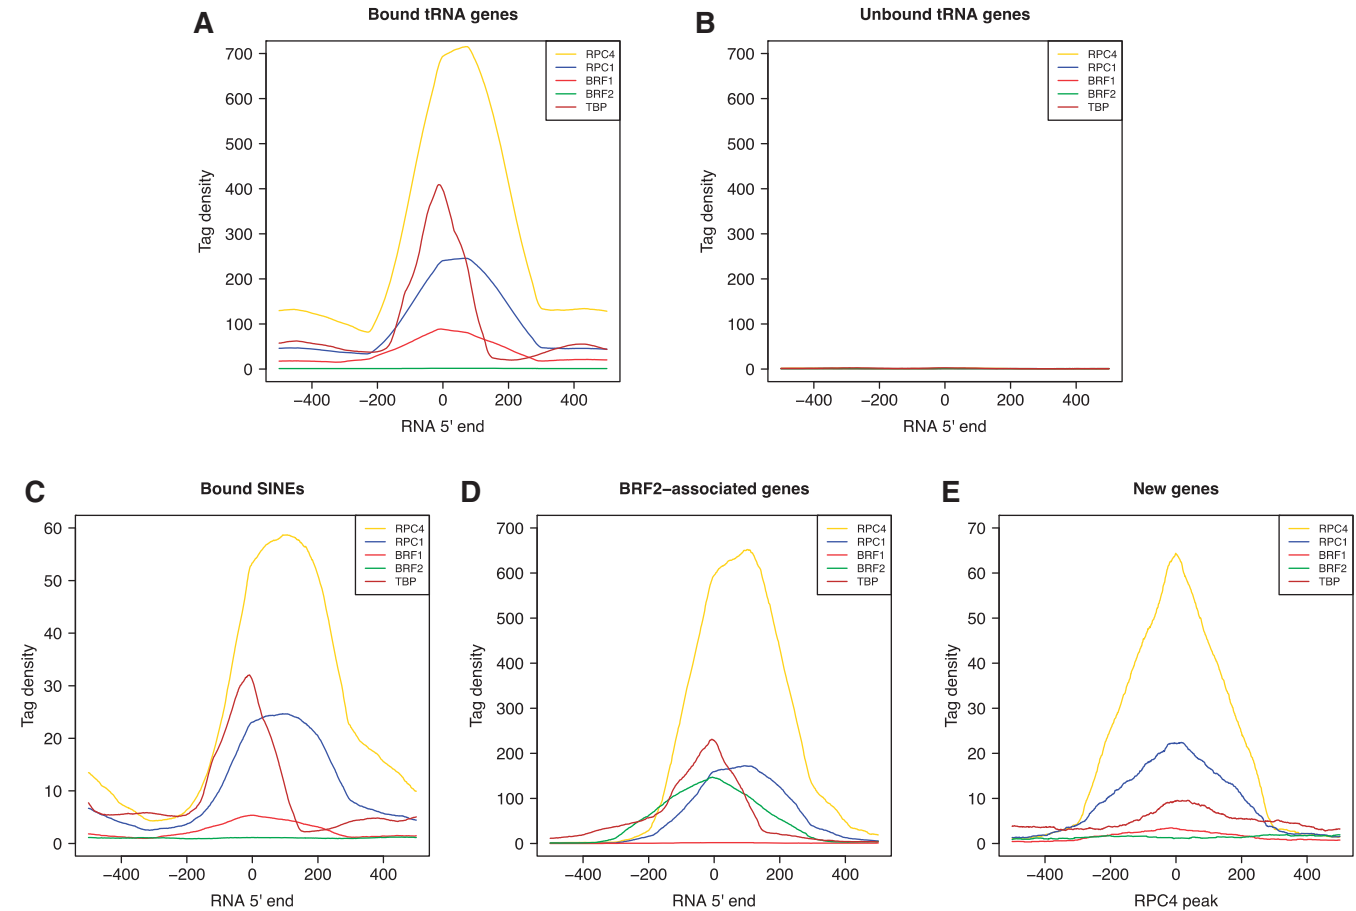 A
Bound tRNA genes
Tag density
700
600
500
400
300
200
100
0
RPC4
RPC1
BRF1
BRF2
TBP
−400 −200 0 200 400
RNA 5' end
B
Unbound tRNA genes
Tag density
700
600
500
400
300
200
100
0
RPC4
RPC1
BRF1
BRF2
TBP
−400 −200 0 200 400
RNA 5' end
C
Bound SINEs
Tag density
60
50
40
30
20
10
0
RPC4
RPC1
BRF1
BRF2
TBP
−400 −200 0 200 400
RNA 5' end
D
BRF2−associated genes
Tag density
700
600
500
400
300
200
100
0
RPC4
RPC1
BRF1
BRF2
TBP
−400 −200 0 200 400
RNA 5' end
E
New genes
Tag density
70
60
50
40
30
20
10
0
RPC4
RPC1
BRF1
BRF2
TBP
−400 −200 0 200 400
RPC4 peak